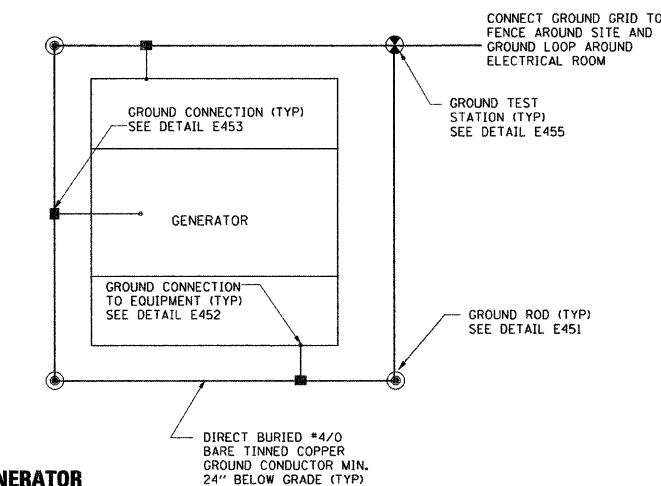 CONNECT GROUND GRID TO
FENCE AROUND SITE AND
GROUND LOOP AROUND
ELECTRICAL ROOM
GROUND CONNECTION (TYP)
SEE DETAIL E453
GROUND TEST
STATION (TYP)
SEE DETAIL E455
GENERATOR
GROUND CONNECTION
TO EQUIPMENT (TYP)
SEE DETAIL E452
GROUND ROD (TYP)
SEE DETAIL E451
DIRECT BURIED #4/0
BARE TINNED COPPER
GROUND CONDUCTOR MIN.
24" BELOW GRADE (TYP)
NERATOR